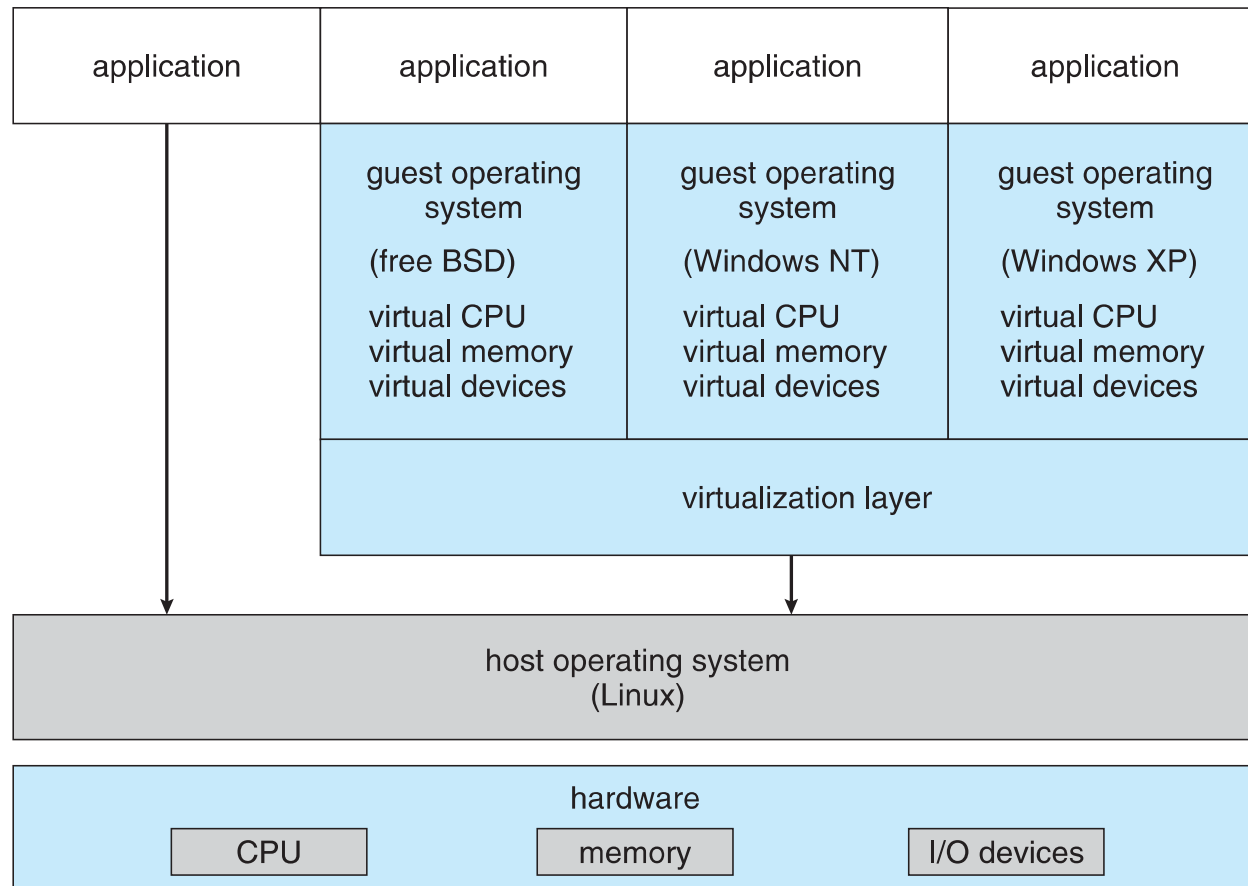 application
application
application
application
guest operating
system
(free BSD)
virtual CPU
virtual memory
virtual devices
guest operating
system
(Windows NT)
virtual CPU
virtual memory
virtual devices
guest operating
system
(Windows XP)
virtual CPU
virtual memory
virtual devices
virtualization layer
host operating system
(Linux)
hardware
CPU
memory
I/O devices